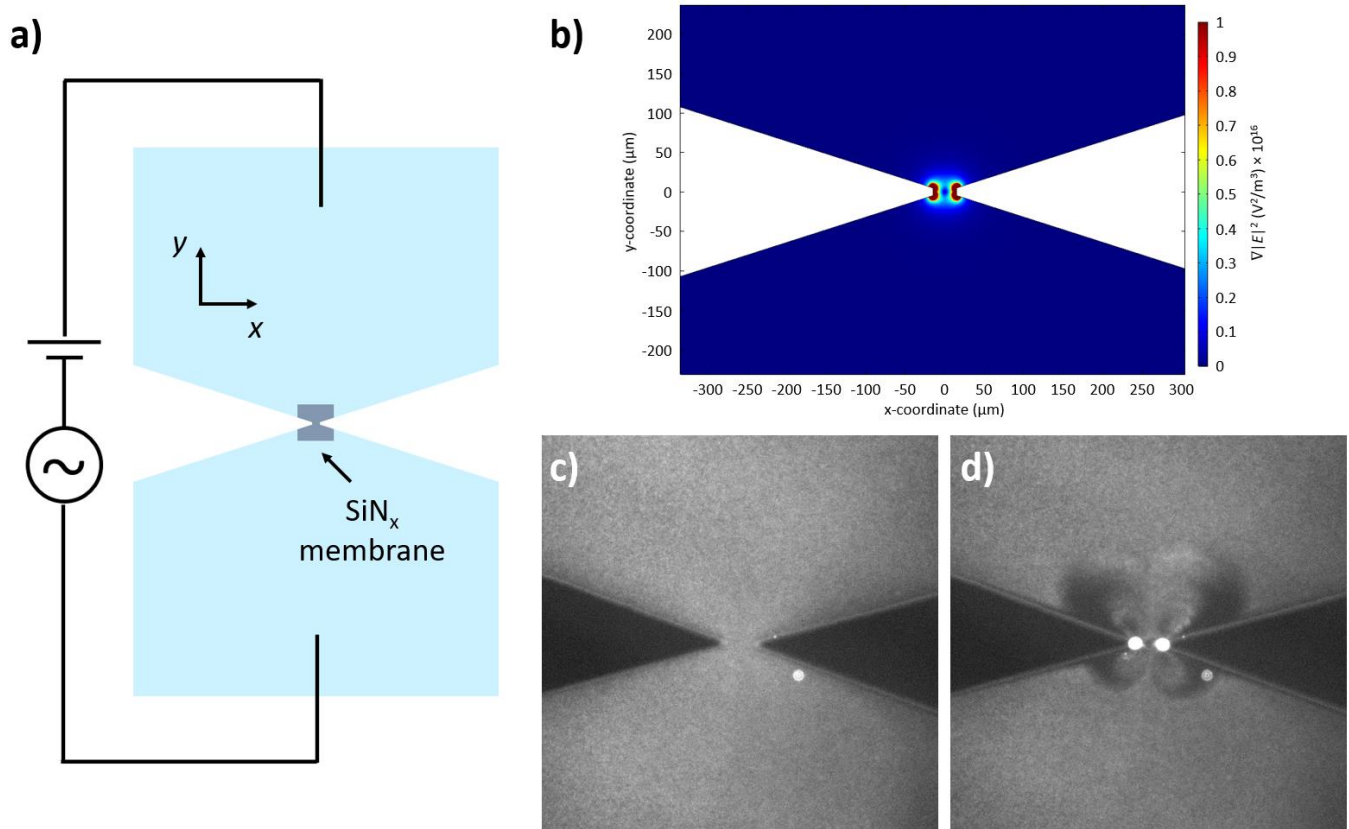 a)
y
x
SiNₓ
membrane
b)
200
150
100
50
0
-50
-100
-150
-200
y-coordinate (µm)
-300 -250 -200 -150 -100 -50 0 50 100 150 200 250 300
x-coordinate (µm)
1
0.9
0.8
0.7
0.6
0.5
0.4
0.3
0.2
0.1
0
∇|E|² (V²/m³) × 10¹⁶
c)
d)